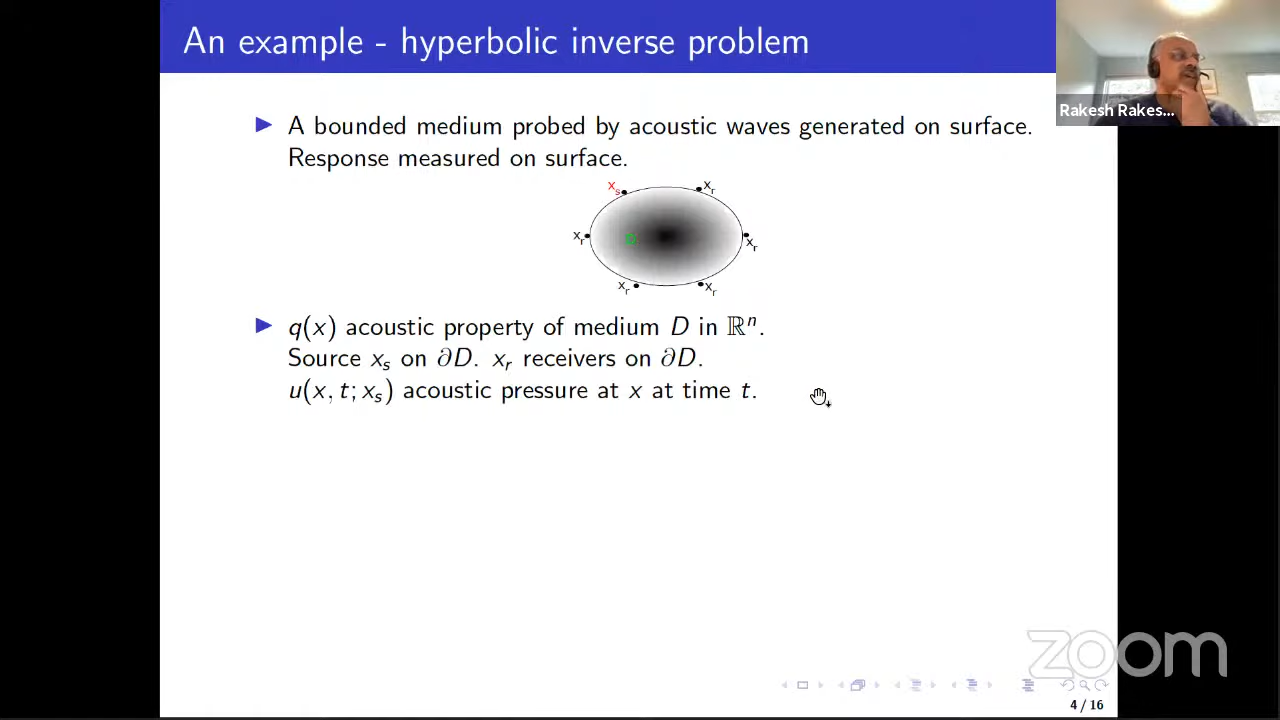 An example - hyperbolic inverse problem
Rakesh Rakes...
▶ A bounded medium probed by acoustic waves generated on surface.
Response measured on surface.
x_s x_r
x_r D x_r
x_r x_r
▶ q(x) acoustic property of medium D in ℝⁿ.
Source x_s on ∂D. x_r receivers on ∂D.
u(x, t; x_s) acoustic pressure at x at time t.
zoom
4 / 16